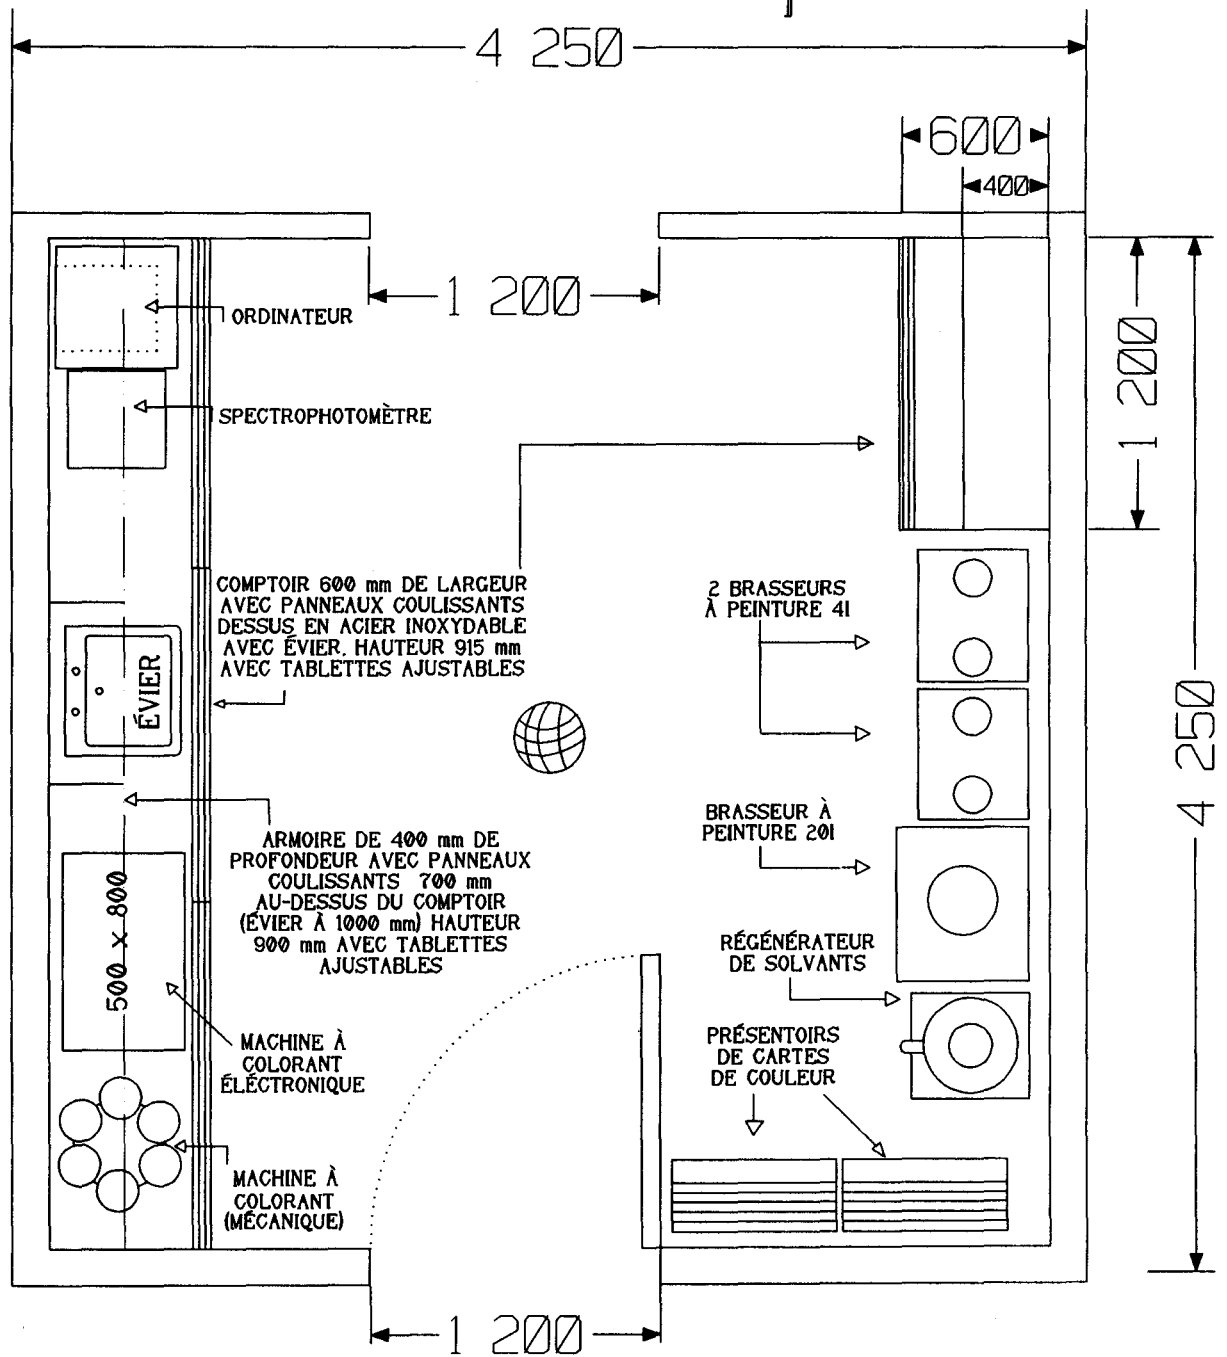 4 250
600
400
1 200
ORDINATEUR
1 200
SPECTROPHOTOMÈTRE
COMPTOIR 600 mm DE LARGEUR
AVEC PANNEAUX COULISSANTS
DESSUS EN ACIER INOXYDABLE
AVEC ÉVIER. HAUTEUR 915 mm
AVEC TABLETTES AJUSTABLES
2 BRASSEURS
À PEINTURE 4l
ÉVIER
4 250
ARMOIRE DE 400 mm DE
PROFONDEUR AVEC PANNEAUX
COULISSANTS 700 mm
AU-DESSUS DU COMPTOIR
(ÉVIER À 1000 mm) HAUTEUR
900 mm AVEC TABLETTES
AJUSTABLES
BRASSEUR À
PEINTURE 20l
500 x 800
RÉGÉNÉRATEUR
DE SOLVANTS
MACHINE À
COLORANT
ÉLÉCTRONIQUE
PRÉSENTOIRS
DE CARTES
DE COULEUR
MACHINE À
COLORANT
(MÉCANIQUE)
1 200